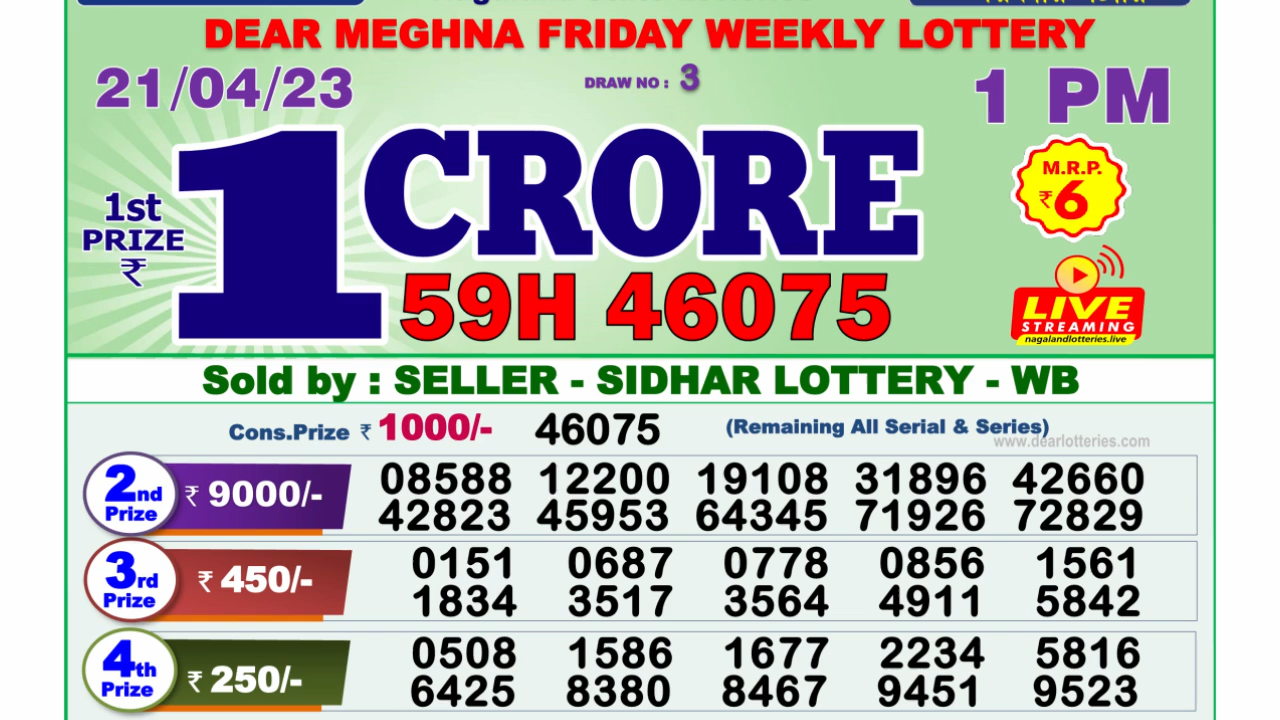 DEAR MEGHNA FRIDAY WEEKLY LOTTERY
21/04/23
DRAW NO : 3
1 PM
1st
PRIZE
₹
1 CRORE
M.R.P.
₹6
59H 46075
LIVE
STREAMING
nagalandlotteries.live
Sold by : SELLER - SIDHAR LOTTERY - WB
Cons.Prize ₹ 1000/- 46075 (Remaining All Serial & Series)
www.dearlotteries.com
2nd Prize ₹ 9000/-
08588 12200 19108 31896 42660
42823 45953 64345 71926 72829
3rd Prize ₹ 450/-
0151 0687 0778 0856 1561
1834 3517 3564 4911 5842
4th Prize ₹ 250/-
0508 1586 1677 2234 5816
6425 8380 8467 9451 9523